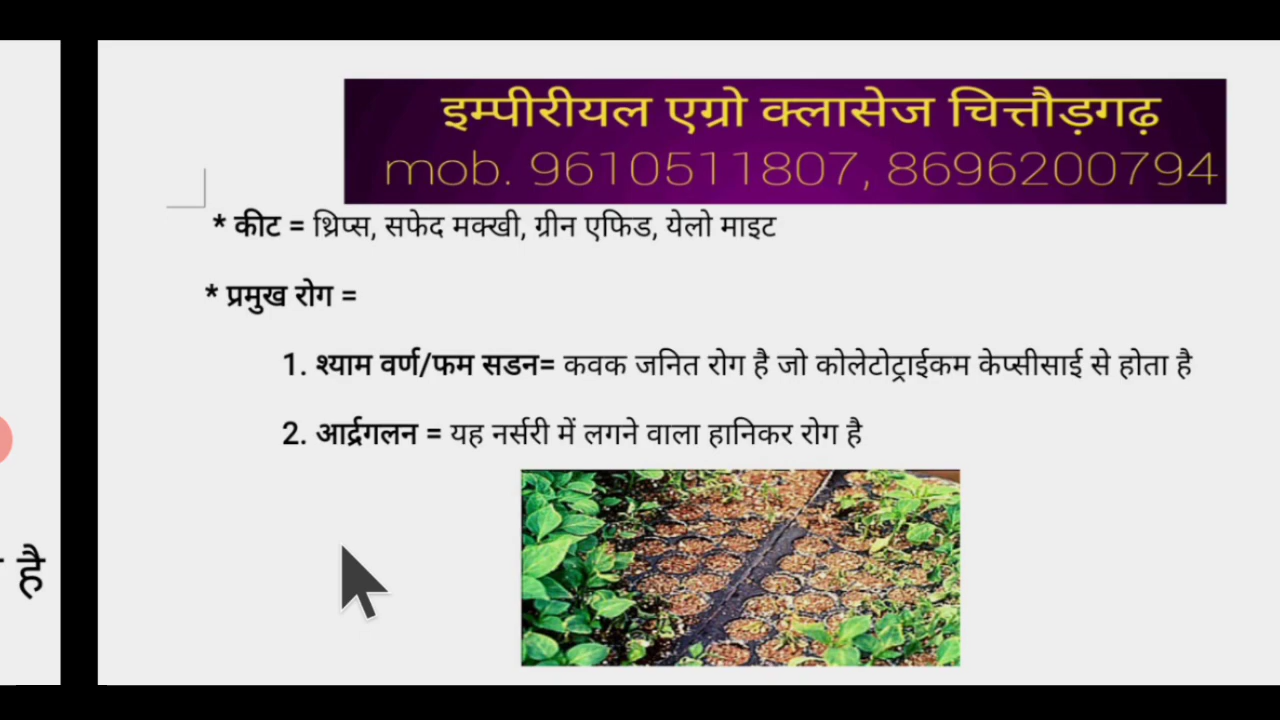 इम्पीरीयल एग्रो क्लासेज चित्तौड़गढ़
mob. 9610511807, 8696200794
* कीट = थ्रिप्स, सफेद मक्खी, ग्रीन एफिड, येलो माइट
* प्रमुख रोग =
1. श्याम वर्ण/फम सडन= कवक जनित रोग है जो कोलेटोट्राईकम केप्सीसाई से होता है
2. आर्द्रगलन = यह नर्सरी में लगने वाला हानिकर रोग है
है